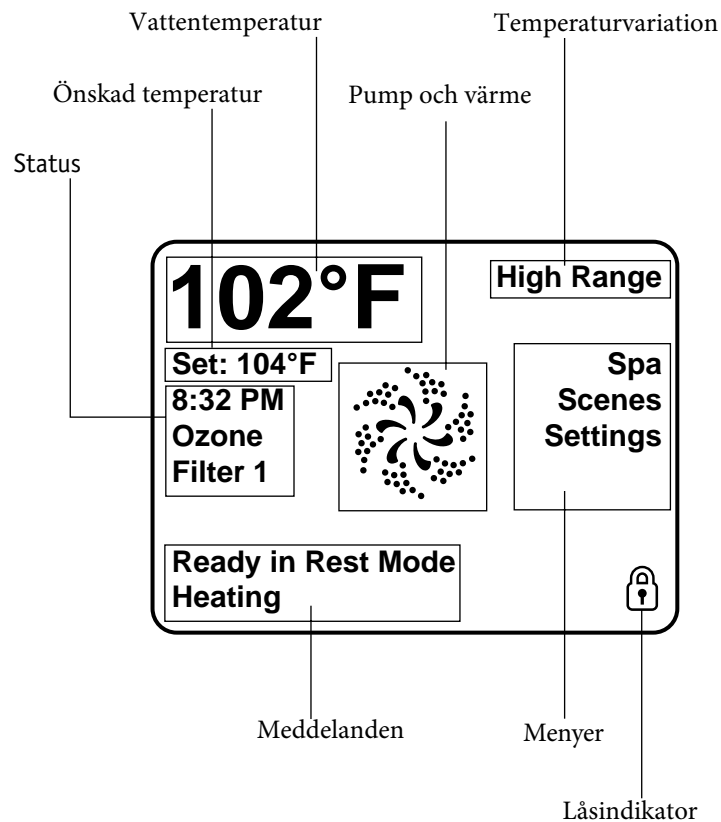 Vattentemperatur
Temperaturvariation
Önskad temperatur
Pump och värme
Status
102°F
High Range
Set: 104°F
8:32 PM
Ozone
Filter 1
Spa
Scenes
Settings
Ready in Rest Mode
Heating
Meddelanden
Menyer
Låsindikator